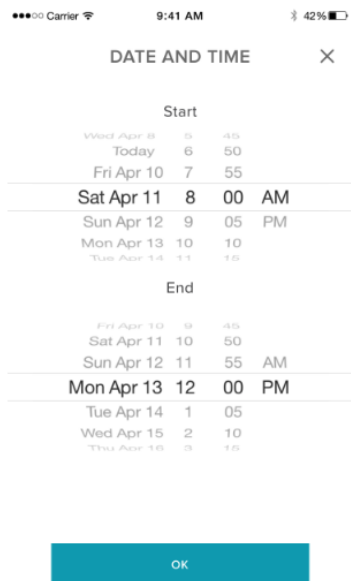 Carrier 9:41 AM 42%
DATE AND TIME
Start
Wed Apr 8 5 45
Today 6 50
Fri Apr 10 7 55
Sat Apr 11 8 00 AM
Sun Apr 12 9 05 PM
Mon Apr 13 10 10
Tue Apr 14 11 15
End
Fri Apr 10 9 45
Sat Apr 11 10 50
Sun Apr 12 11 55 AM
Mon Apr 13 12 00 PM
Tue Apr 14 1 05
Wed Apr 15 2 10
Thu Apr 16 3 15
OK